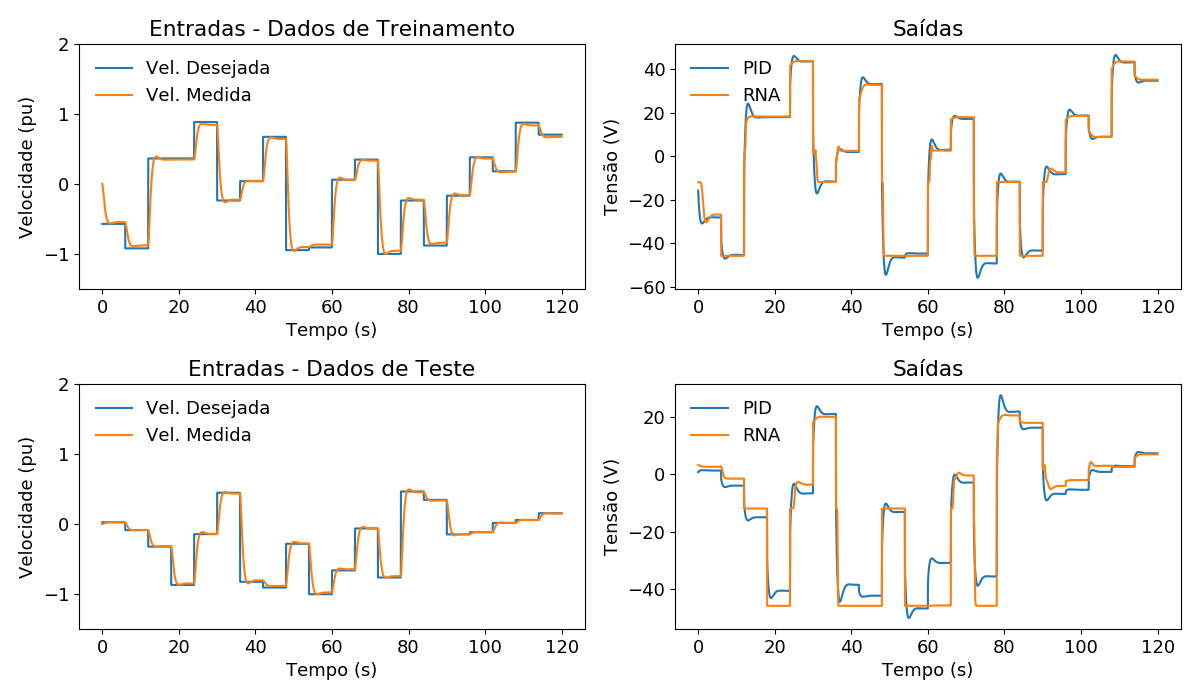 Entradas - Dados de Treinamento
Velocidade (pu)
2
1
0
−1
Vel. Desejada
Vel. Medida
0 20 40 60 80 100 120
Tempo (s)
Saídas
Tensão (V)
40
20
0
−20
−40
−60
PID
RNA
0 20 40 60 80 100 120
Tempo (s)
Entradas - Dados de Teste
Velocidade (pu)
2
1
0
−1
Vel. Desejada
Vel. Medida
0 20 40 60 80 100 120
Tempo (s)
Saídas
Tensão (V)
20
0
−20
−40
PID
RNA
0 20 40 60 80 100 120
Tempo (s)